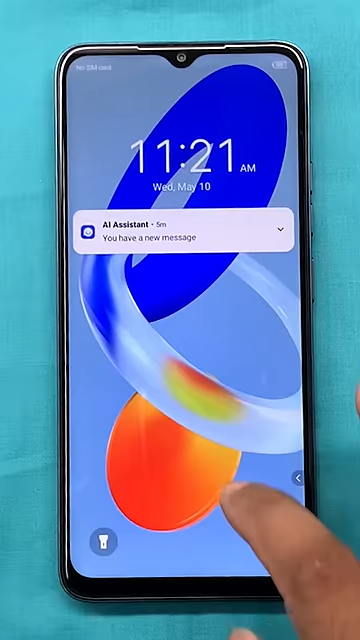 No SIM card
11:21 AM
Wed, May 10
AI Assistant • 5m
You have a new message